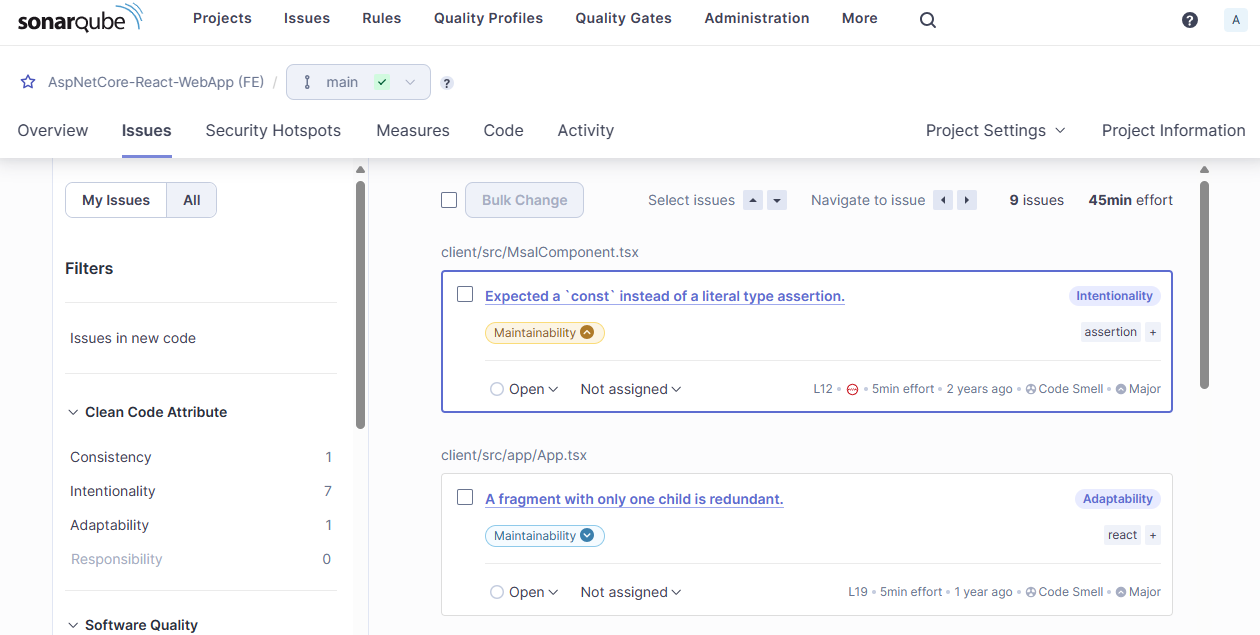 sonarqube Projects Issues Rules Quality Profiles Quality Gates Administration More ? A
AspNetCore-React-WebApp (FE) / main ?
Overview Issues Security Hotspots Measures Code Activity Project Settings Project Information
My Issues All
Filters
Issues in new code
Clean Code Attribute
Consistency 1
Intentionality 7
Adaptability 1
Responsibility 0
Software Quality
Bulk Change Select issues Navigate to issue 9 issues 45min effort
client/src/MsalComponent.tsx
Expected a `const` instead of a literal type assertion. Intentionality
Maintainability assertion +
Open Not assigned L12 • • 5min effort • 2 years ago • Code Smell • Major
client/src/app/App.tsx
A fragment with only one child is redundant. Adaptability
Maintainability react +
Open Not assigned L19 • 5min effort • 1 year ago • Code Smell • Major